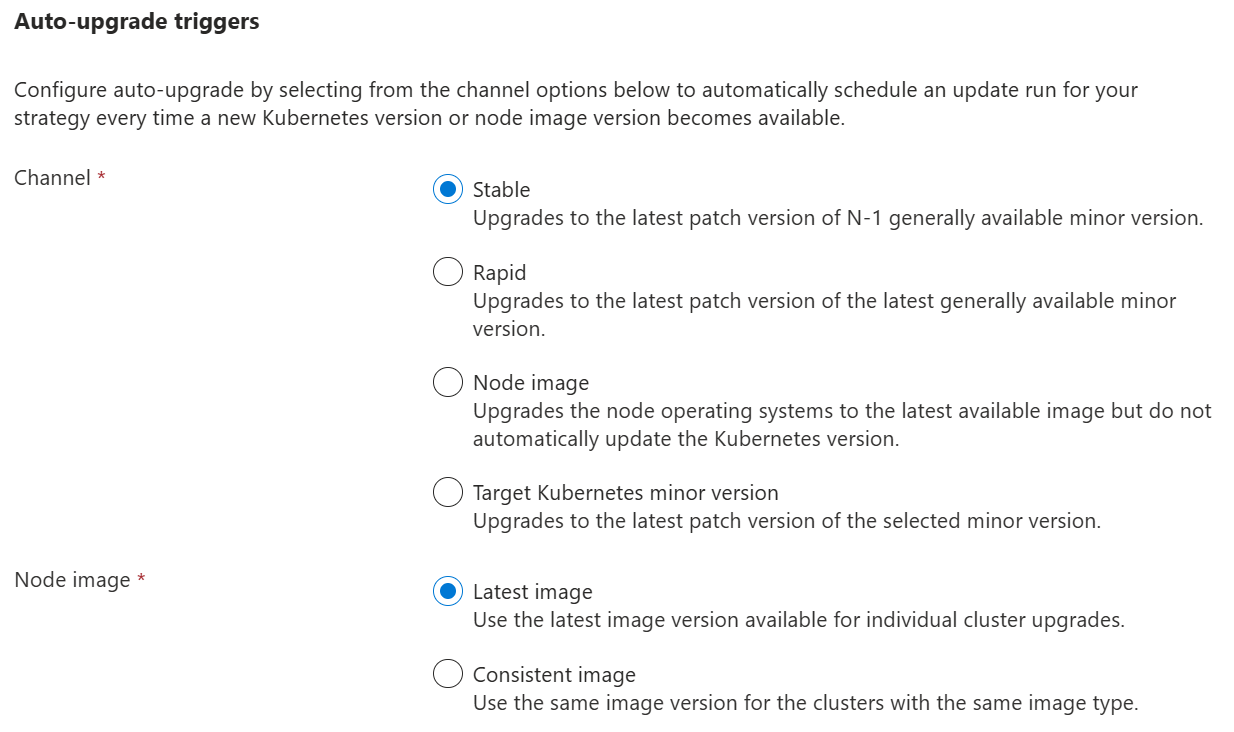 Auto-upgrade triggers
Configure auto-upgrade by selecting from the channel options below to automatically schedule an update run for your
strategy every time a new Kubernetes version or node image version becomes available.
Channel *
Stable
Upgrades to the latest patch version of N-1 generally available minor version.
Rapid
Upgrades to the latest patch version of the latest generally available minor
version.
Node image
Upgrades the node operating systems to the latest available image but do not
automatically update the Kubernetes version.
Target Kubernetes minor version
Upgrades to the latest patch version of the selected minor version.
Node image *
Latest image
Use the latest image version available for individual cluster upgrades.
Consistent image
Use the same image version for the clusters with the same image type.